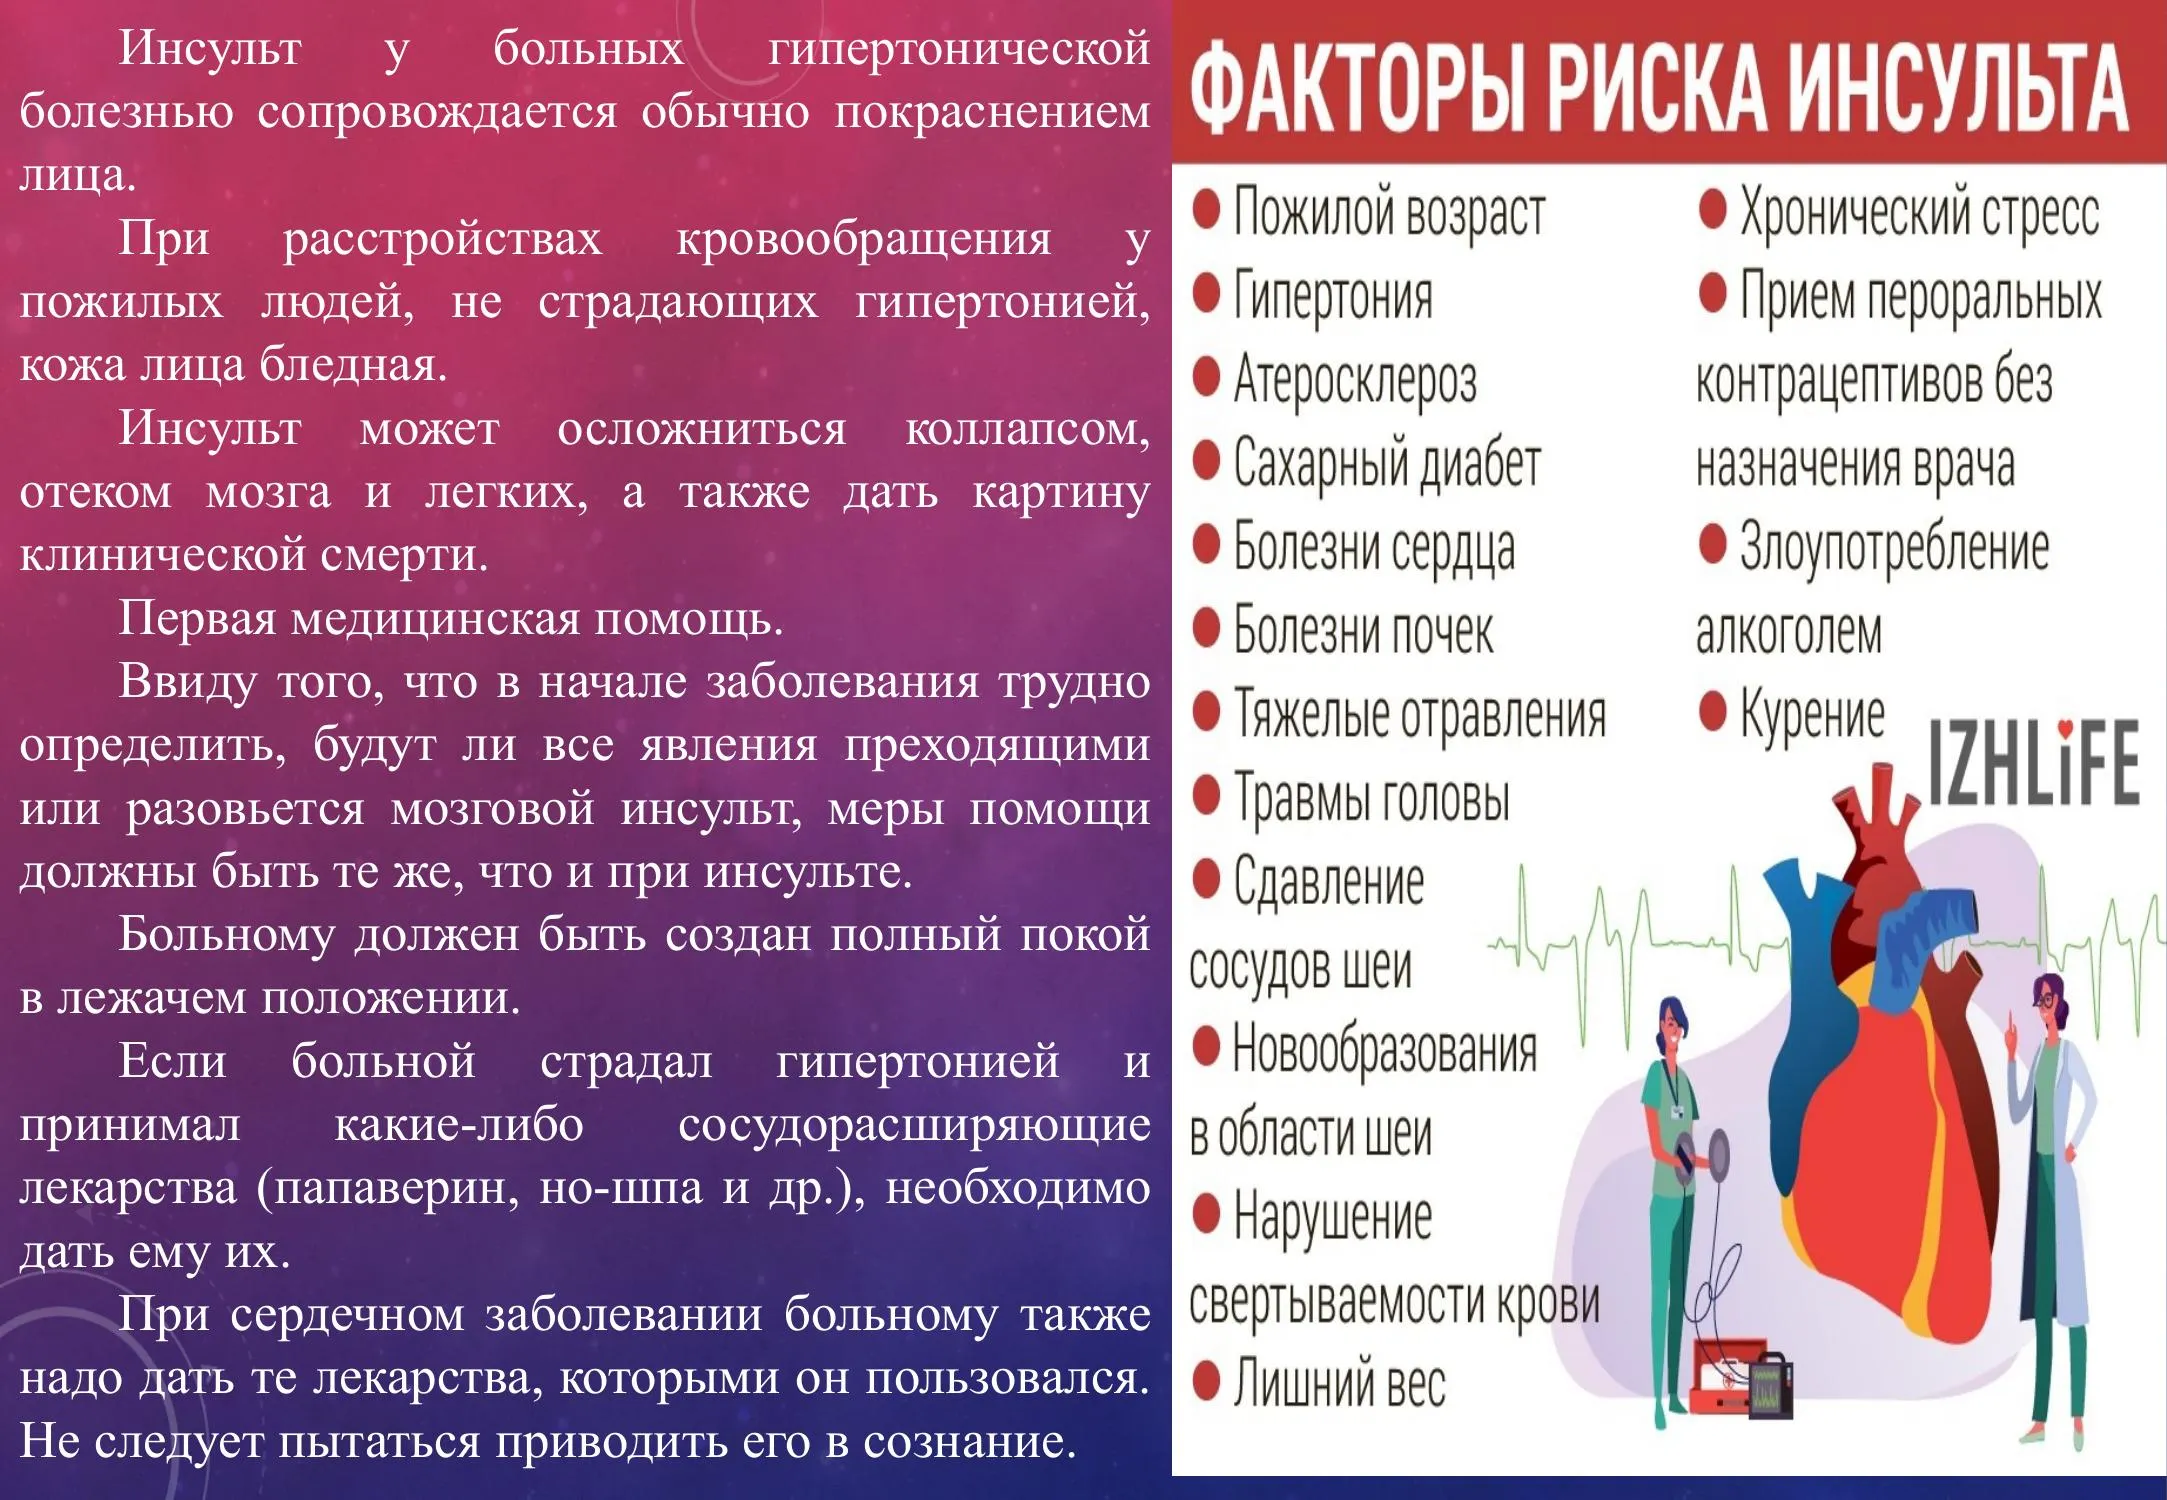 Инсульт у больных гипертонической
болезнью сопровождается обычно покраснением
лица.
При расстройствах кровообращения у
пожилых людей, не страдающих гипертонией,
кожа лица бледная.
Инсульт может осложниться коллапсом,
отеком мозга и легких, а также дать картину
клинической смерти.
Первая медицинская помощь.
Ввиду того, что в начале заболевания трудно
определить, будут ли все явления преходящими
или разовьется мозговой инсульт, меры помощи
должны быть те же, что и при инсульте.
Больному должен быть создан полный покой
в лежачем положении.
Если больной страдал гипертонией и
принимал какие-либо сосудорасширяющие
лекарства (папаверин, но-шпа и др.), необходимо
дать ему их.
При сердечном заболевании больному также
надо дать те лекарства, которыми он пользовался.
Не следует пытаться приводить его в сознание.
ФАКТОРЫ РИСКА ИНСУЛЬТА
● Пожилой возраст
● Гипертония
● Атеросклероз
● Сахарный диабет
● Болезни сердца
● Болезни почек
● Тяжелые отравления
● Травмы головы
● Сдавление
сосудов шеи
● Новообразования
в области шеи
● Нарушение
свертываемости крови
● Лишний вес
● Хронический стресс
● Прием пероральных
контрацептивов без
назначения врача
● Злоупотребление
алкоголем
● Курение
IZHLiFE